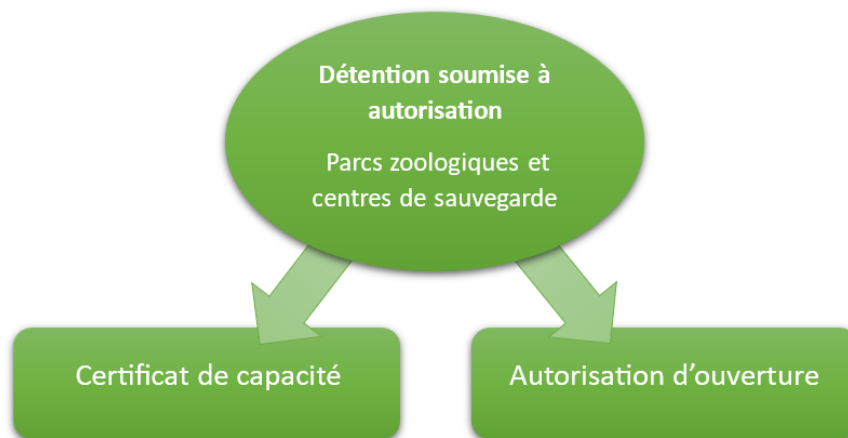 Détention soumise à
autorisation
Parcs zoologiques et
centres de sauvegarde
Certificat de capacité
Autorisation d’ouverture